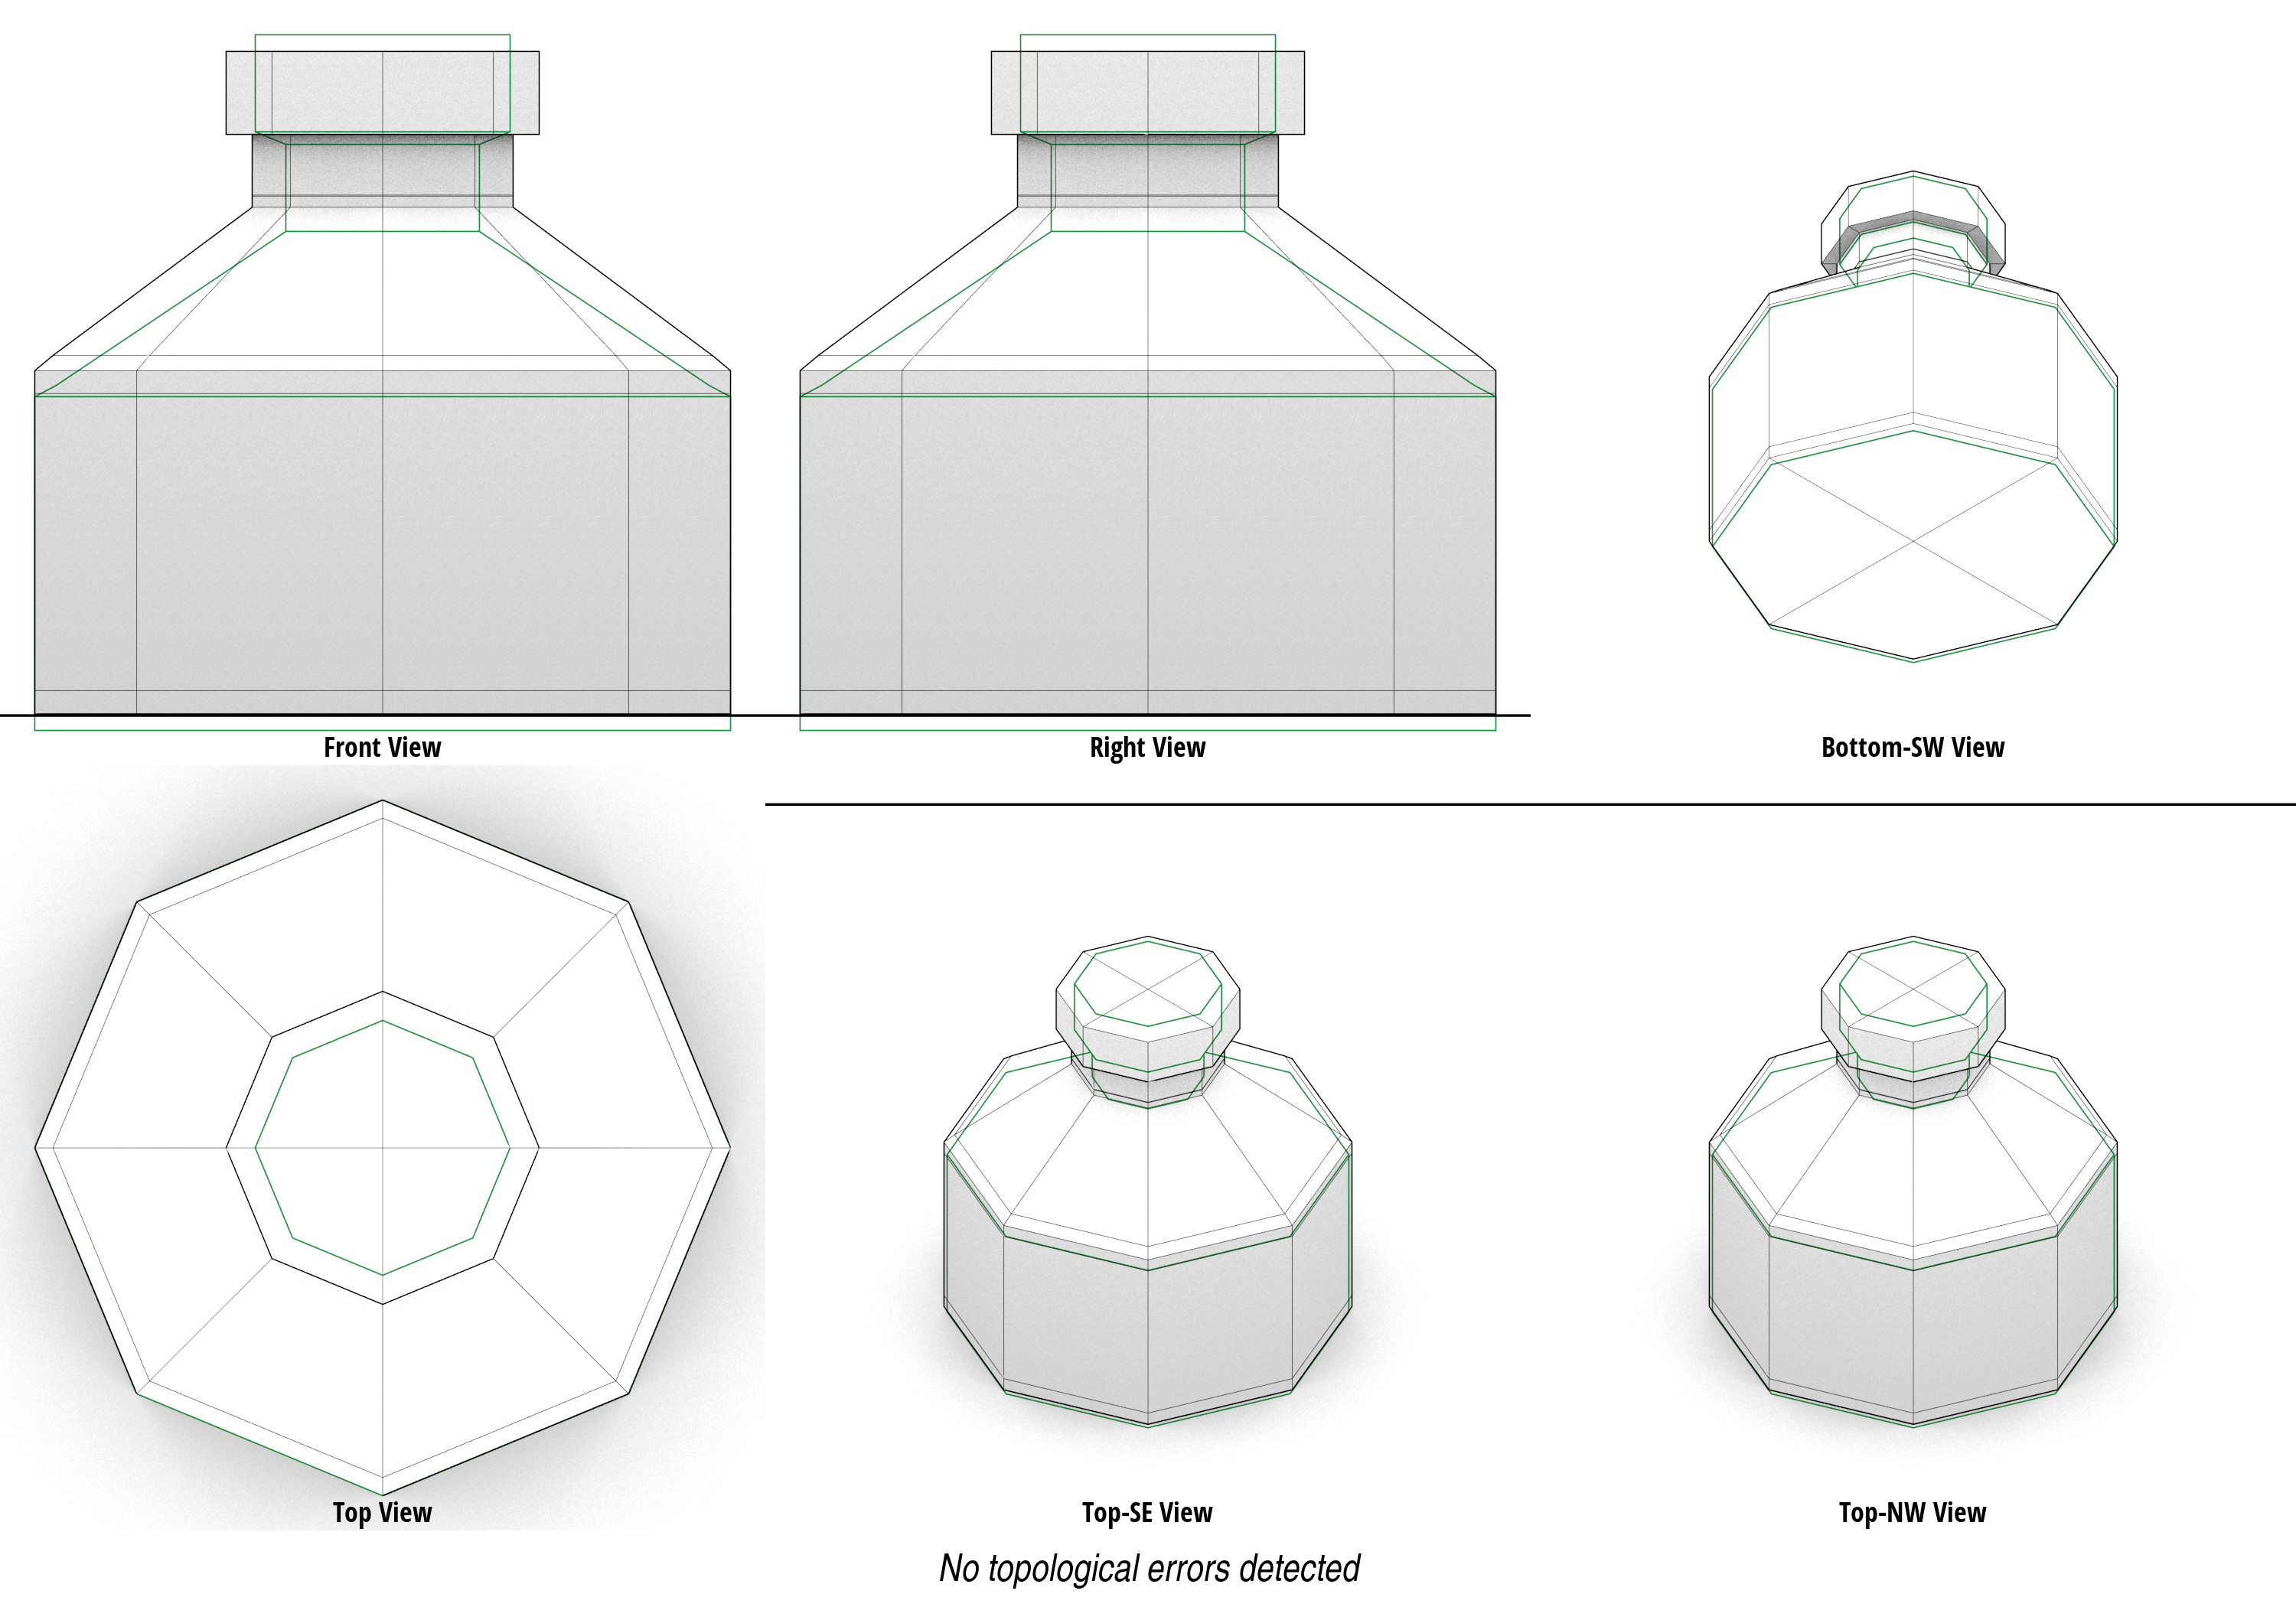 Front View
Right View
Bottom-SW View
Top View
Top-SE View
Top-NW View
No topological errors detected